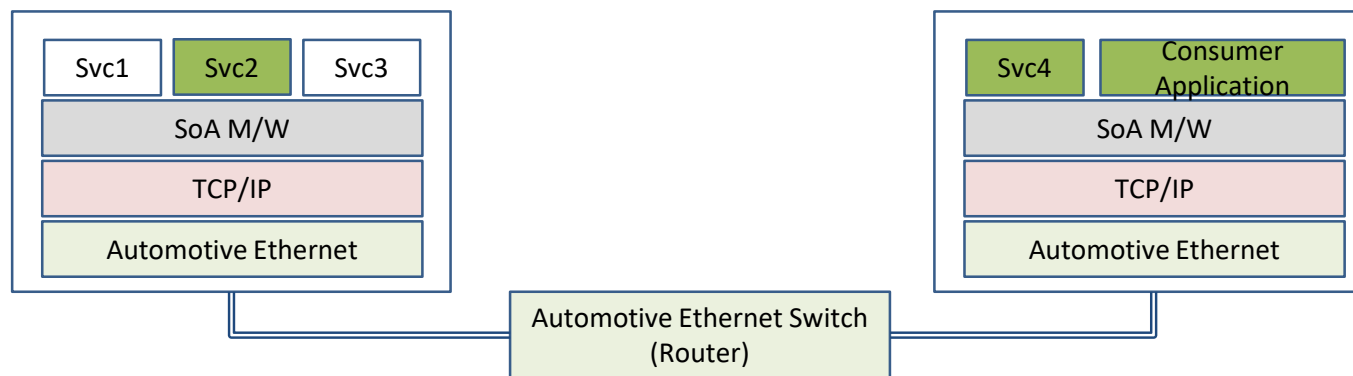 Svc1
Svc2
Svc3
SoA M/W
TCP/IP
Automotive Ethernet
Svc4
Consumer
Application
SoA M/W
TCP/IP
Automotive Ethernet
Automotive Ethernet Switch
(Router)